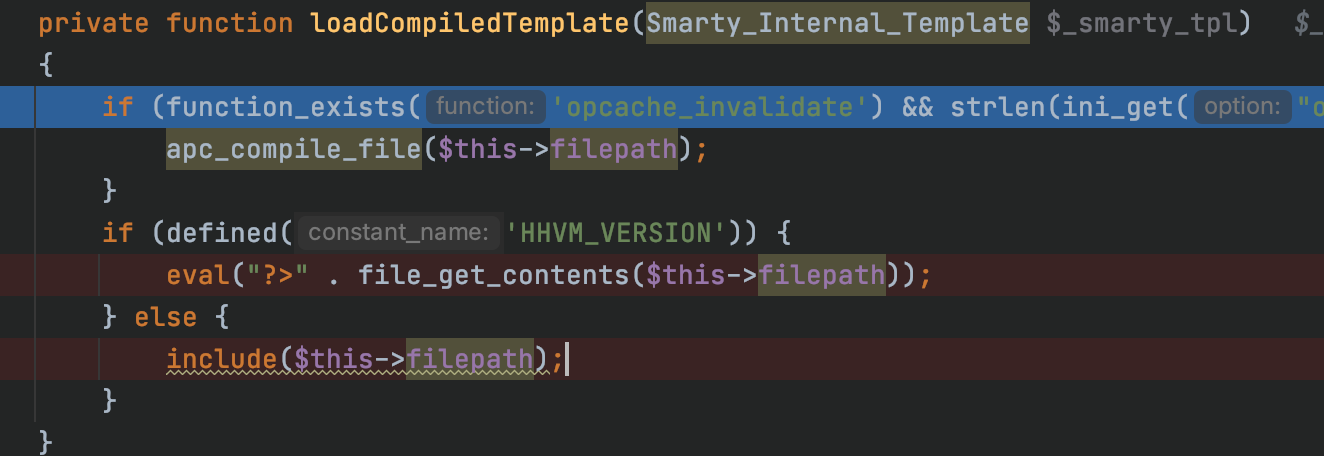 private function loadCompiledTemplate(Smarty_Internal_Template $_smarty_tpl) $_
{
if (function_exists( function: 'opcache_invalidate') && strlen(ini_get( option: "o
apc_compile_file($this->filepath);
}
if (defined( constant_name: 'HHVM_VERSION')) {
eval("?>" . file_get_contents($this->filepath));
} else {
include($this->filepath);
}
}